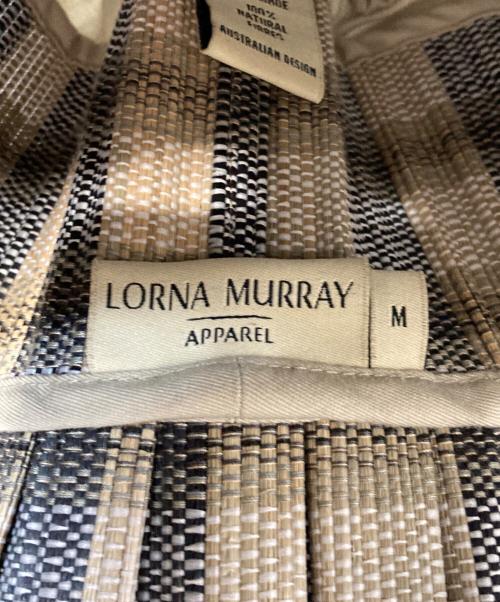 100%
NATURAL
FIBRES
AUSTRALIAN DESIGN
LORNA MURRAY
APPAREL
M